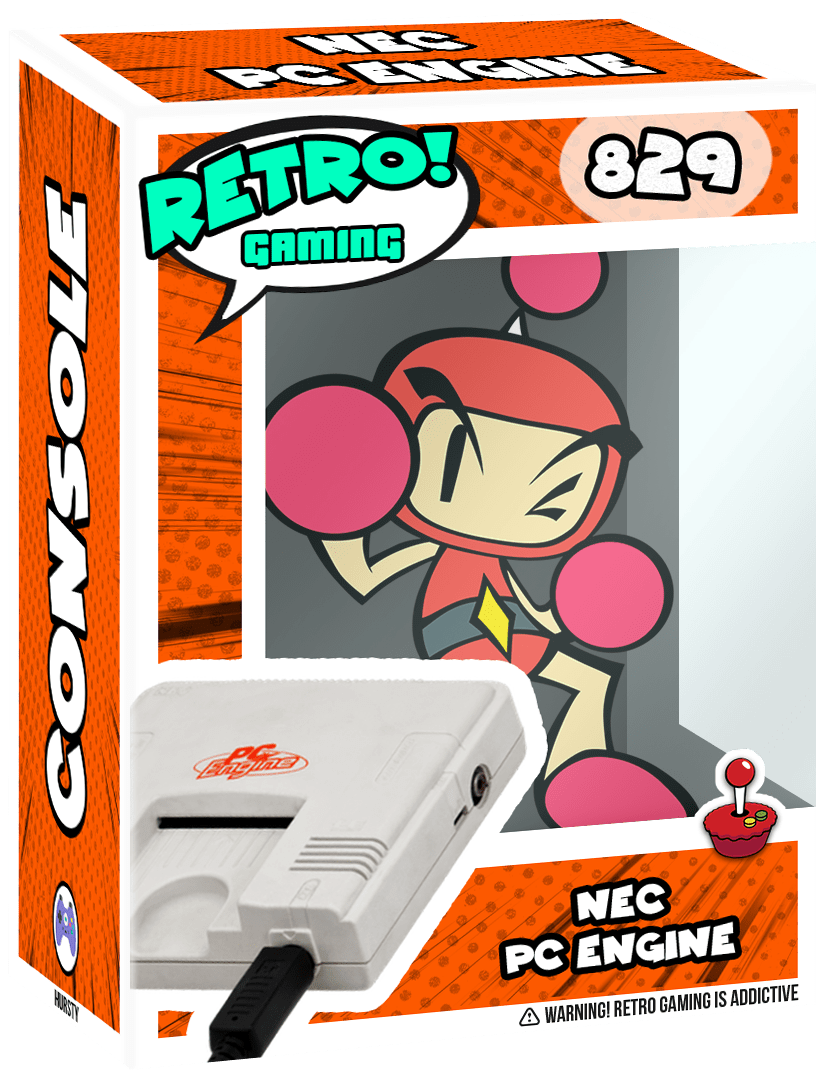 NEC
PC ENGINE
RETRO!
GAMING
829
CONSOLE
PC
Engine
NEC
PC ENGINE
HURSTY
WARNING! RETRO GAMING IS ADDICTIVE